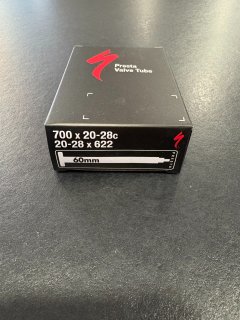 Presta
Valve Tube
700 x 20-28c
20-28 x 622
60mm